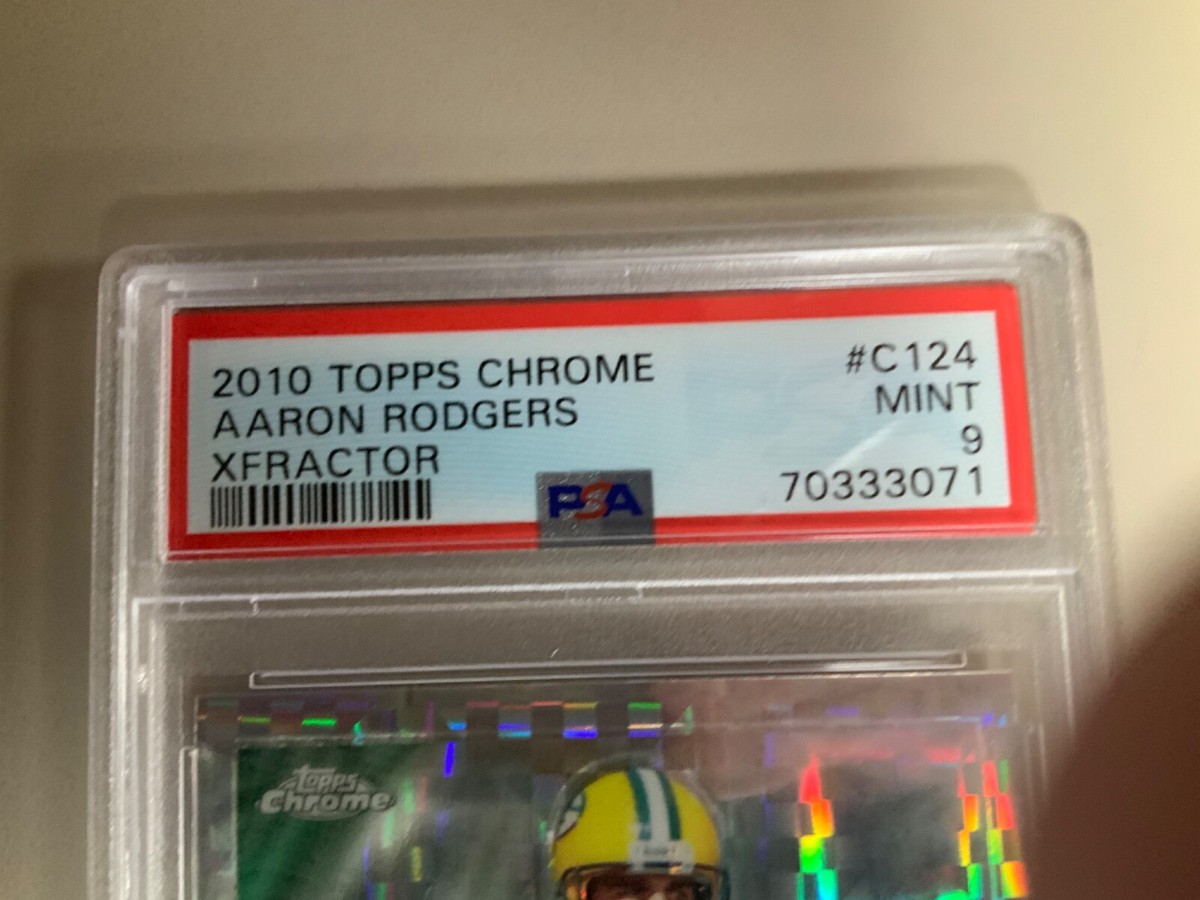 2010 TOPPS CHROME #C124
AARON RODGERS MINT
XFRACTOR 9
PSA 70333071
Topps
Chrome